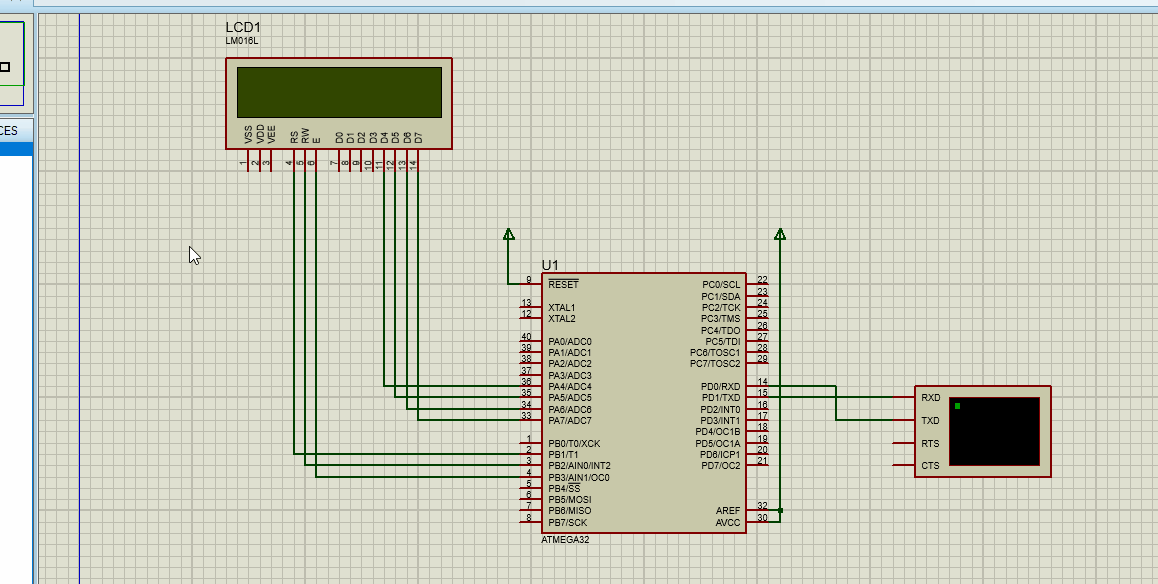 CES
LCD1
LM016L
VSS
VDD
VEE
RS
RW
E
D0
D1
D2
D3
D4
D5
D6
D7
1
2
3
4
5
6
7
8
9
10
11
12
13
14
U1
9 RESET
13 XTAL1
12 XTAL2
40 PA0/ADC0
39 PA1/ADC1
38 PA2/ADC2
37 PA3/ADC3
36 PA4/ADC4
35 PA5/ADC5
34 PA6/ADC6
33 PA7/ADC7
1 PB0/T0/XCK
2 PB1/T1
3 PB2/AIN0/INT2
4 PB3/AIN1/OC0
5 PB4/SS
6 PB5/MOSI
7 PB6/MISO
8 PB7/SCK
PC0/SCL 22
PC1/SDA 23
PC2/TCK 24
PC3/TMS 25
PC4/TDO 26
PC5/TDI 27
PC6/TOSC1 28
PC7/TOSC2 29
PD0/RXD 14
PD1/TXD 15
PD2/INT0 16
PD3/INT1 17
PD4/OC1B 18
PD5/OC1A 19
PD6/ICP1 20
PD7/OC2 21
AREF 32
AVCC 30
ATMEGA32
RXD
TXD
RTS
CTS